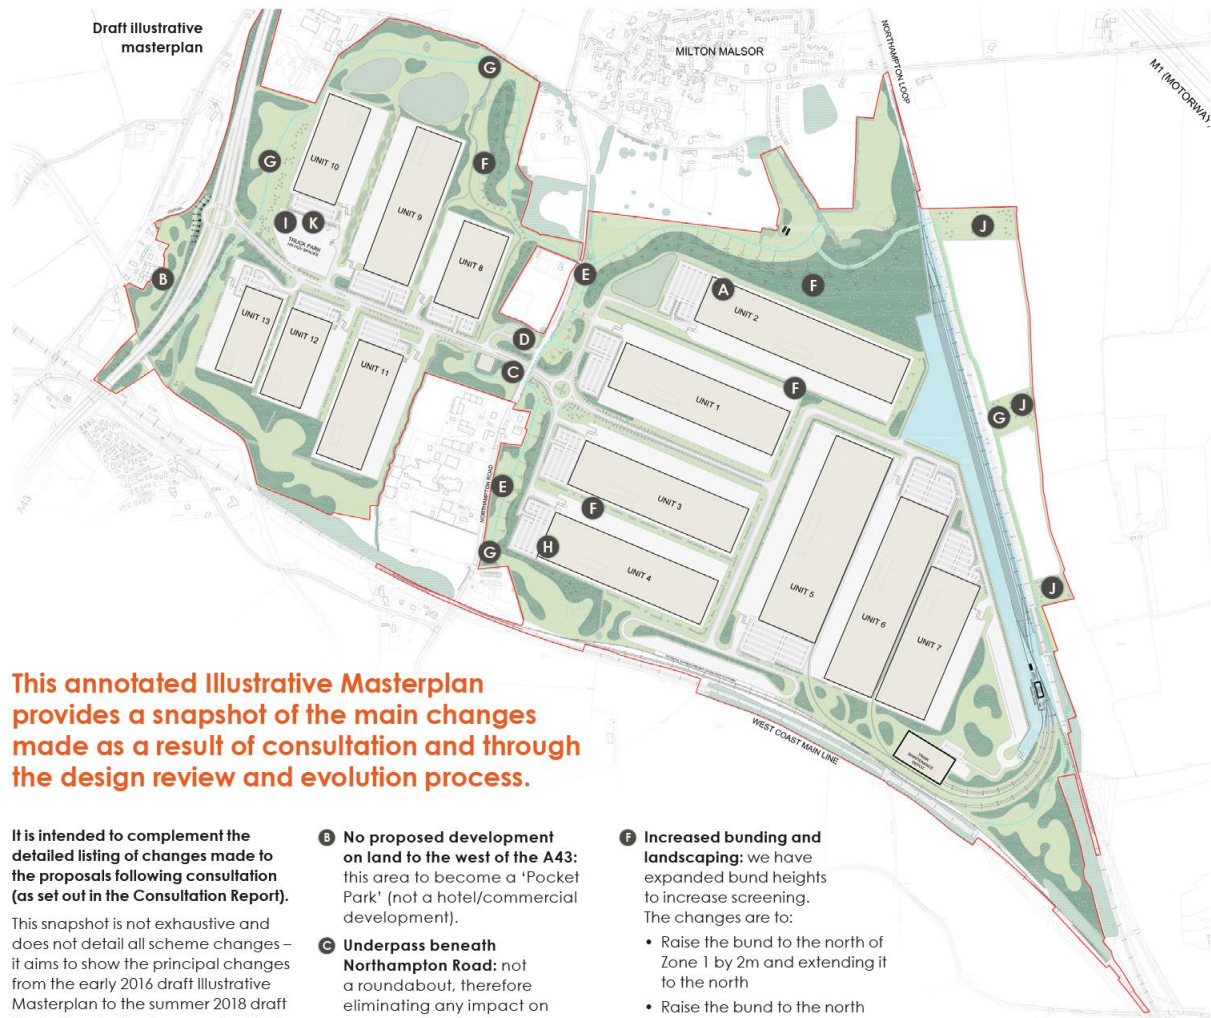 Draft illustrative
masterplan
MILTON MALSOR
NORTHAMPTON LOOP
M1 (MOTORWAY)
G
G
F
UNIT 10
UNIT 9
I
K
TRUCK PARK
UNIT 8
B
E
J
A
F
UNIT 2
UNIT 13
UNIT 12
UNIT 11
D
C
F
UNIT 1
G
J
A43
NORTHAMPTON ROAD
E
UNIT 3
F
G
H
UNIT 4
UNIT 5
UNIT 6
UNIT 7
J
WEST COAST MAIN LINE
TRAIN
MAINTENANCE
DEPOT
This annotated Illustrative Masterplan
provides a snapshot of the main changes
made as a result of consultation and through
the design review and evolution process.
It is intended to complement the
detailed listing of changes made to
the proposals following consultation
(as set out in the Consultation Report).
This snapshot is not exhaustive and
does not detail all scheme changes –
it aims to show the principal changes
from the early 2016 draft Illustrative
Masterplan to the summer 2018 draft
B No proposed development
on land to the west of the A43:
this area to become a ‘Pocket
Park’ (not a hotel/commercial
development).
C Underpass beneath
Northampton Road: not
a roundabout, therefore
eliminating any impact on
F Increased bunding and
landscaping: we have
expanded bund heights
to increase screening.
The changes are to:
• Raise the bund to the north of
Zone 1 by 2m and extending it
to the north
• Raise the bund to the north